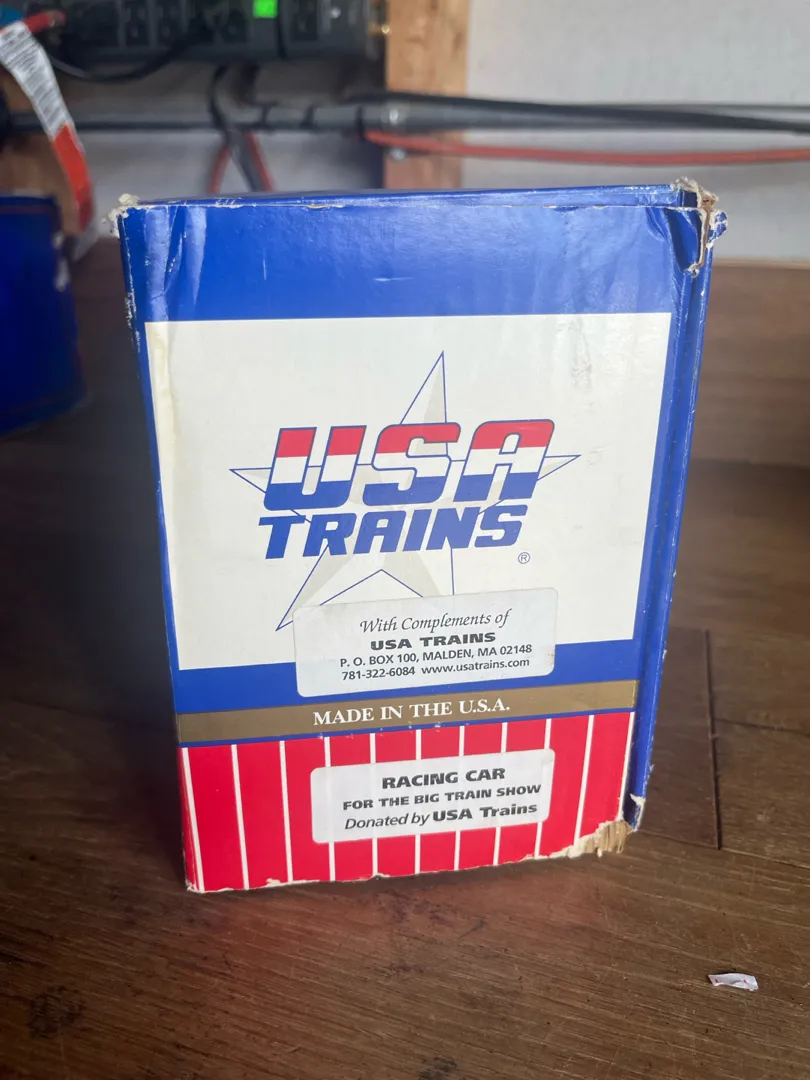 USA
TRAINS
®
With Complements of
USA TRAINS
P. O. BOX 100, MALDEN, MA 02148
781-322-6084 www.usatrains.com
MADE IN THE U.S.A.
RACING CAR
FOR THE BIG TRAIN SHOW
Donated by USA Trains